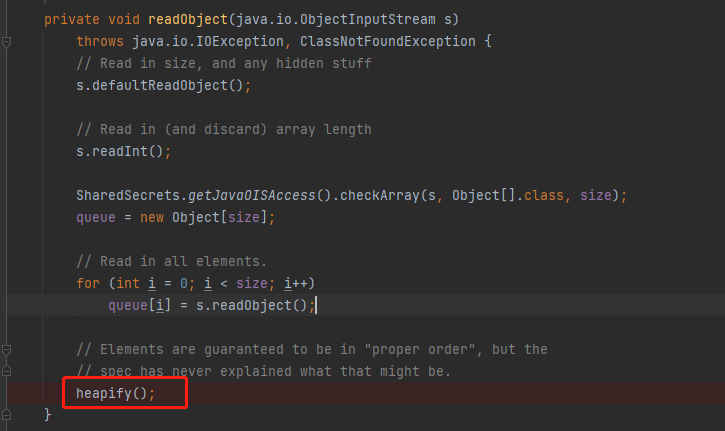 private void readObject(java.io.ObjectInputStream s)
throws java.io.IOException, ClassNotFoundException {
// Read in size, and any hidden stuff
s.defaultReadObject();
// Read in (and discard) array length
s.readInt();
SharedSecrets.getJavaOISAccess().checkArray(s, Object[].class, size);
queue = new Object[size];
// Read in all elements.
for (int i = 0; i < size; i++)
queue[i] = s.readObject();
// Elements are guaranteed to be in "proper order", but the
// spec has never explained what that might be.
heapify();
}